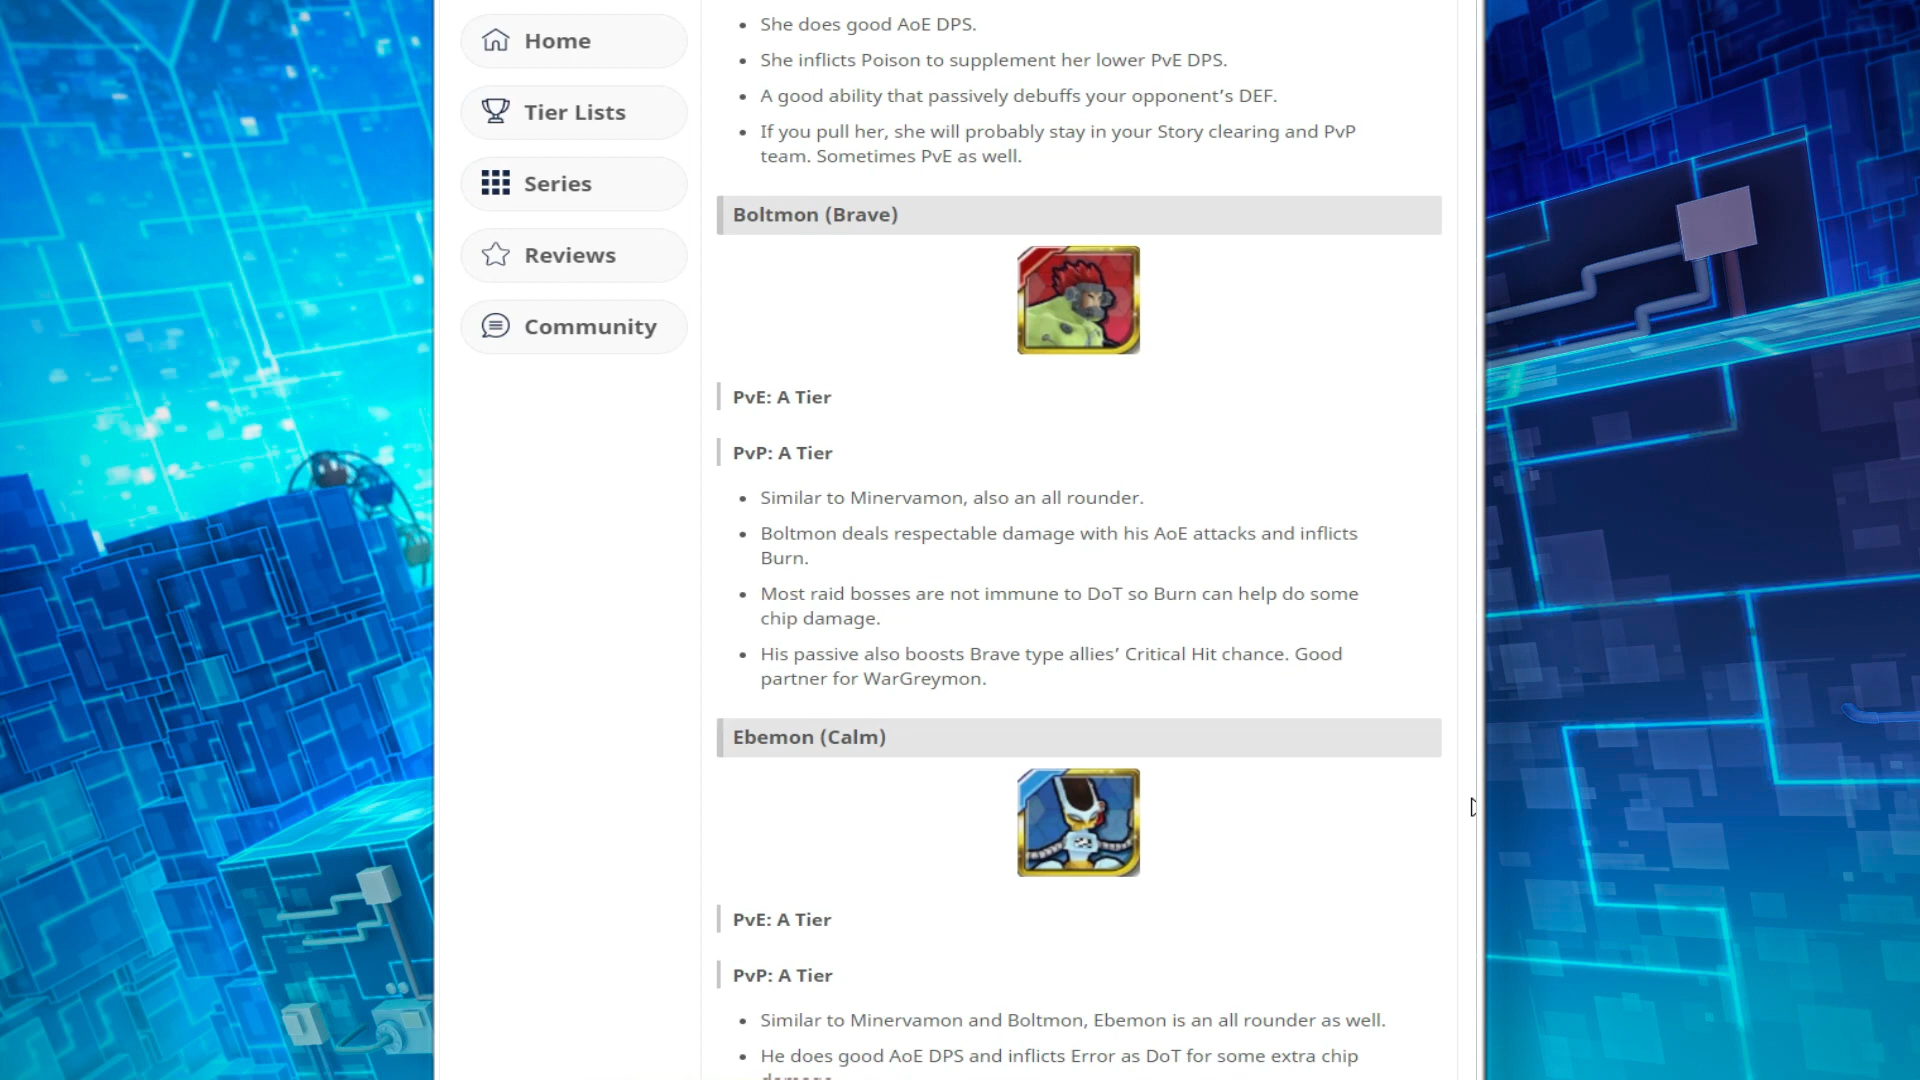 Home
Tier Lists
Series
Reviews
Community
She does good AoE DPS.
She inflicts Poison to supplement her lower PvE DPS.
A good ability that passively debuffs your opponent’s DEF.
If you pull her, she will probably stay in your Story clearing and PvP
team. Sometimes PvE as well.
Boltmon (Brave)
PvE: A Tier
PvP: A Tier
Similar to Minervamon, also an all rounder.
Boltmon deals respectable damage with his AoE attacks and inflicts
Burn.
Most raid bosses are not immune to DoT so Burn can help do some
chip damage.
His passive also boosts Brave type allies’ Critical Hit chance. Good
partner for WarGreymon.
Ebemon (Calm)
PvE: A Tier
PvP: A Tier
Similar to Minervamon and Boltmon, Ebemon is an all rounder as well.
He does good AoE DPS and inflicts Error as DoT for some extra chip